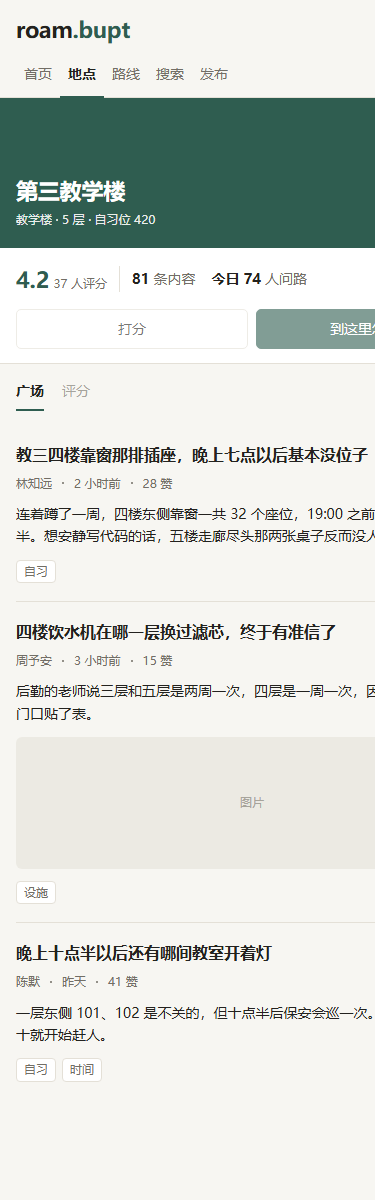 roam.bupt
首页 地点 路线 搜索 发布
第三教学楼
教学楼 · 5 层 · 自习位 420
4.2 37 人评分 81 条内容 今日 74 人问路
打分 到这里
广场 评分
教三四楼靠窗那排插座，晚上七点以后基本没位子
林知远 · 2 小时前 · 28 赞
连着蹲了一周，四楼东侧靠窗一共 32 个座位，19:00 之前
半。想安静写代码的话，五楼走廊尽头那两张桌子反而没人
自习
四楼饮水机在哪一层换过滤芯，终于有准信了
周予安 · 3 小时前 · 15 赞
后勤的老师说三层和五层是两周一次，四层是一周一次，因
门口贴了表。
图片
设施
晚上十点半以后还有哪间教室开着灯
陈默 · 昨天 · 41 赞
一层东侧 101、102 是不关的，但十点半后保安会巡一次。
十就开始赶人。
自习 时间